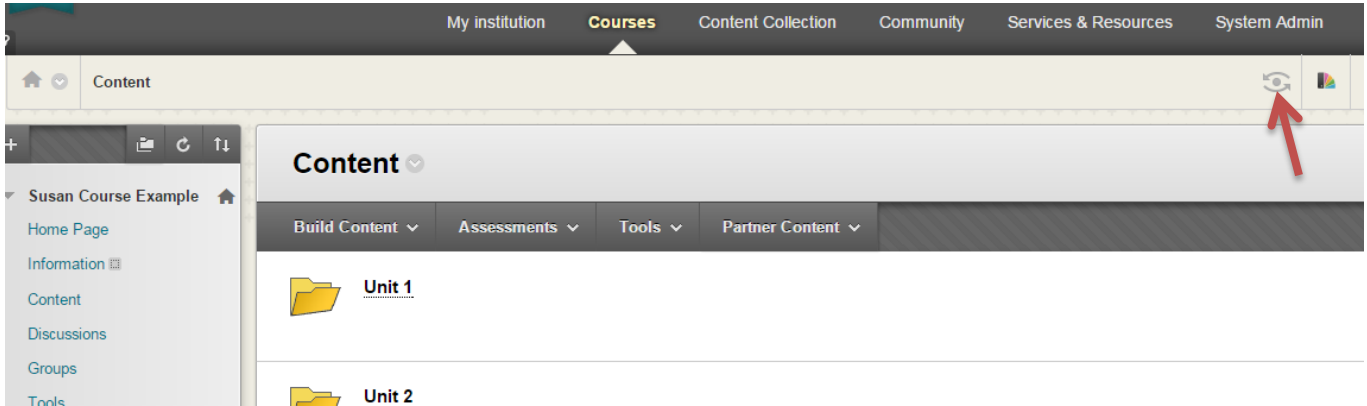 My institution Courses Content Collection Community Services & Resources System Admin
?
Content
Content
Susan Course Example
Home Page
Information
Content
Discussions
Groups
Tools
Build Content Assessments Tools Partner Content
Unit 1
Unit 2